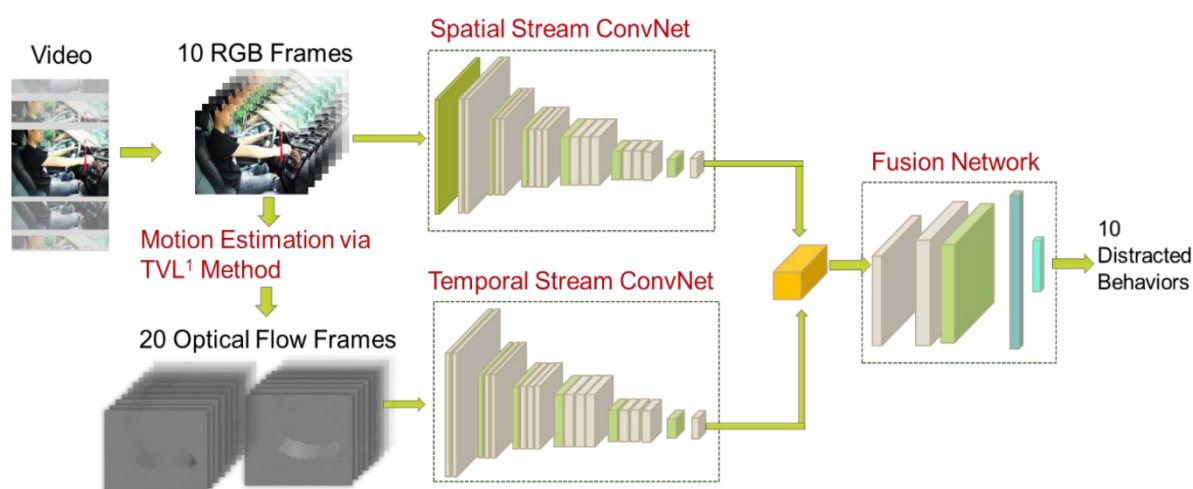 Video
10 RGB Frames
Spatial Stream ConvNet
Motion Estimation via
TVL¹ Method
20 Optical Flow Frames
Temporal Stream ConvNet
Fusion Network
10
Distracted
Behaviors